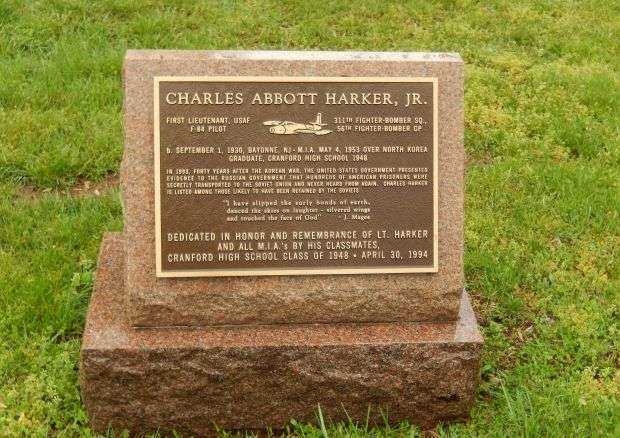 CHARLES ABBOTT HARKER, JR.
FIRST LIEUTENANT, USAF
F-84 PILOT
311TH FIGHTER-BOMBER SQ.,
56TH FIGHTER-BOMBER GP
b. SEPTEMBER 1, 1930, BAYONNE, NJ - M.I.A. MAY 4, 1953 OVER NORTH KOREA
GRADUATE, CRANFORD HIGH SCHOOL 1948
IN 1993, FORTY YEARS AFTER THE KOREAN WAR, THE UNITED STATES GOVERNMENT PRESENTED
EVIDENCE TO THE RUSSIAN GOVERNMENT THAT HUNDREDS OF AMERICAN PRISONERS WERE
SECRETLY TRANSPORTED TO THE SOVIET UNION AND NEVER HEARD FROM AGAIN. CHARLES HARKER
IS LISTED AMONG THOSE LIKELY TO HAVE BEEN RETAINED BY THE SOVIETS
"I have slipped the surly bonds of earth,
danced the skies on laughter - silvered wings
and touched the face of God" - J. Magee
DEDICATED IN HONOR AND REMEMBRANCE OF LT. HARKER
AND ALL M.I.A.'s BY HIS CLASSMATES,
CRANFORD HIGH SCHOOL CLASS OF 1948 • APRIL 30, 1994